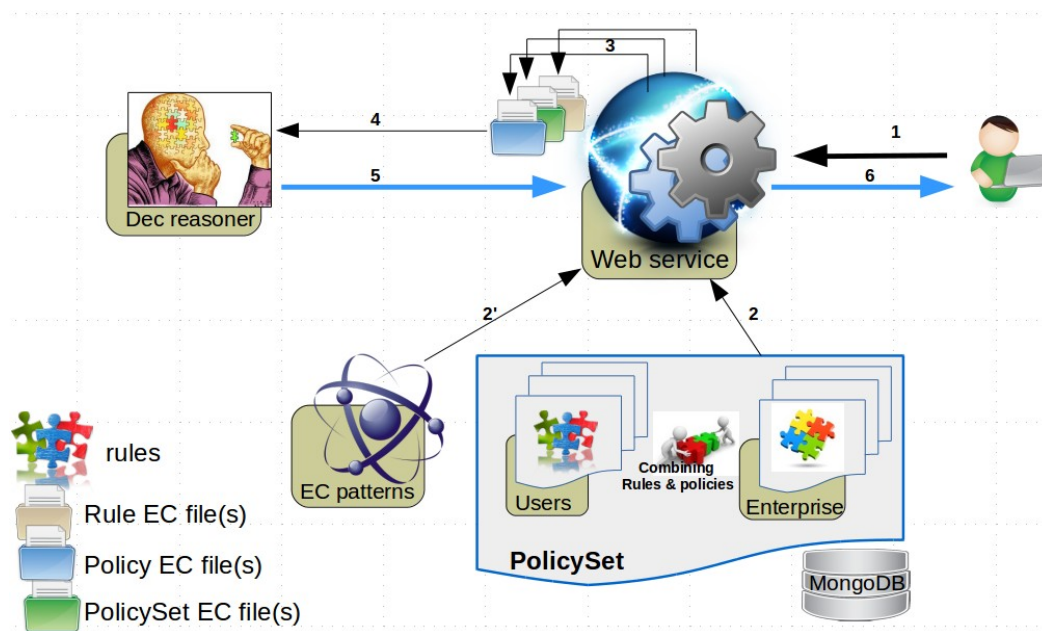 3
4
1
5
6
Dec reasoner
Web service
2'
2
rules
EC patterns
Users
Combining
Rules & policies
Enterprise
Rule EC file(s)
Policy EC file(s)
PolicySet
MongoDB
PolicySet EC file(s)